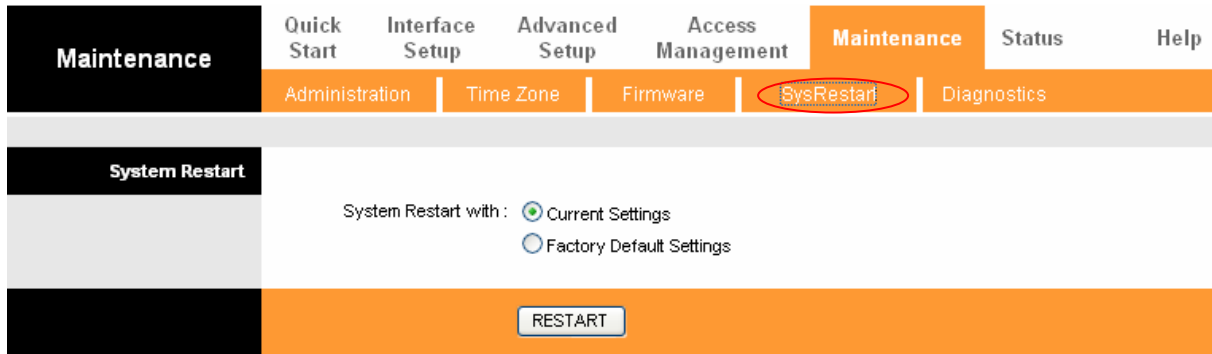 Maintenance
Quick Start
Interface Setup
Advanced Setup
Access Management
Maintenance
Status
Help
Administration
Time Zone
Firmware
SysRestart
Diagnostics
System Restart
System Restart with :
Current Settings
Factory Default Settings
RESTART